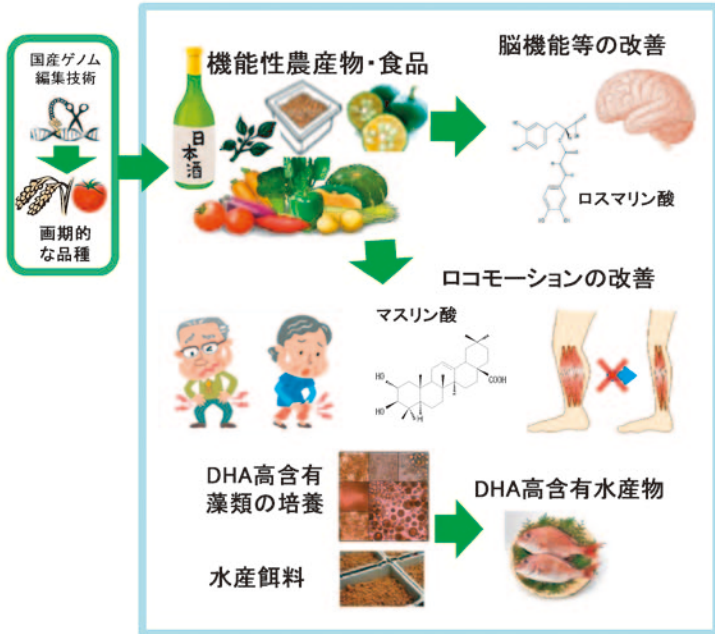 国産ゲノム
編集技術
画期的
な品種
機能性農産物・食品
日本酒
脳機能等の改善
ロスマリン酸
ロコモーションの改善
マスリン酸
HO
HO
H
COOH
DHA高含有
藻類の培養
水産餌料
DHA高含有水産物